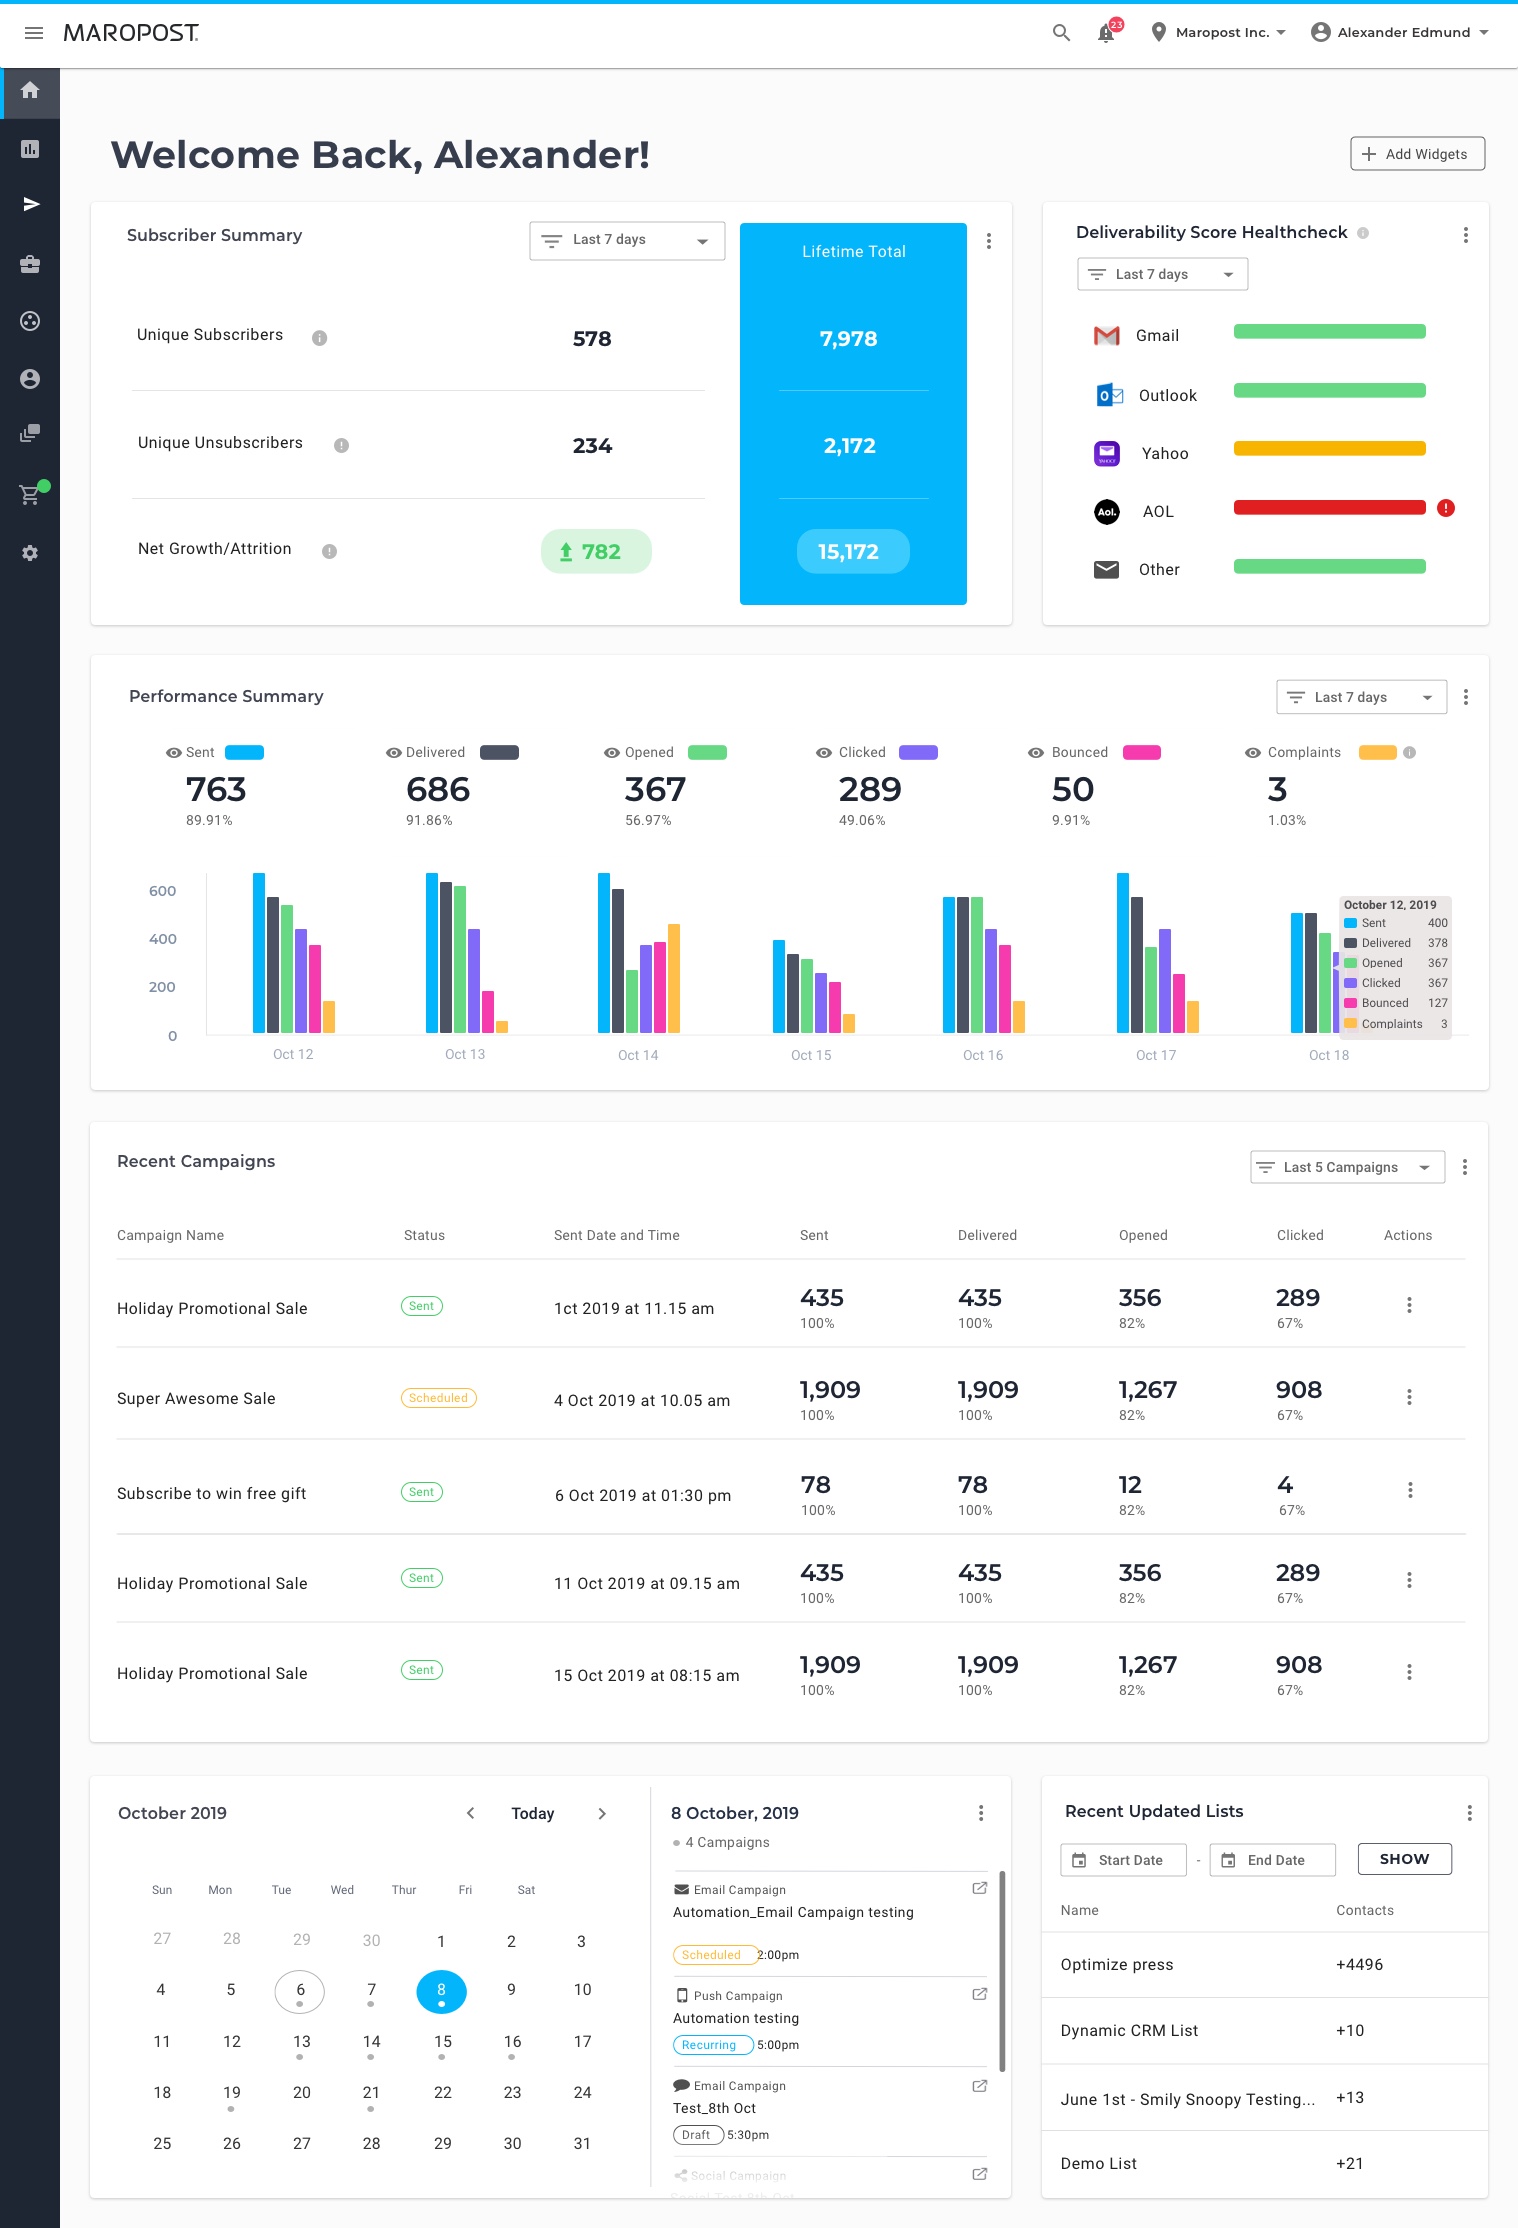 MAROPOST
23
Maropost Inc.
Alexander Edmund
Welcome Back, Alexander!
Add Widgets
Subscriber Summary
Last 7 days
Lifetime Total
Unique Subscribers
578
7,978
Unique Unsubscribers
234
2,172
Net Growth/Attrition
782
15,172
Deliverability Score Healthcheck
Last 7 days
Gmail
Outlook
Yahoo
Aol.
AOL
Other
Performance Summary
Last 7 days
Sent
763
89.91%
Delivered
686
91.86%
Opened
367
56.97%
Clicked
289
49.06%
Bounced
50
9.91%
Complaints
3
1.03%
600
400
200
0
Oct 12
Oct 13
Oct 14
Oct 15
Oct 16
Oct 17
Oct 18
October 12, 2019
Sent 400
Delivered 378
Opened 367
Clicked 367
Bounced 127
Complaints 3
Recent Campaigns
Last 5 Campaigns
Campaign Name Status Sent Date and Time Sent Delivered Opened Clicked Actions
Holiday Promotional Sale Sent 1ct 2019 at 11.15 am 435 435 356 289
100% 100% 82% 67%
Super Awesome Sale Scheduled 4 Oct 2019 at 10.05 am 1,909 1,909 1,267 908
100% 100% 82% 67%
Subscribe to win free gift Sent 6 Oct 2019 at 01:30 pm 78 78 12 4
100% 100% 82% 67%
Holiday Promotional Sale Sent 11 Oct 2019 at 09.15 am 435 435 356 289
100% 100% 82% 67%
Holiday Promotional Sale Sent 15 Oct 2019 at 08:15 am 1,909 1,909 1,267 908
100% 100% 82% 67%
October 2019
Today
Sun Mon Tue Wed Thur Fri Sat
27 28 29 30 1 2 3
4 5 6 7 8 9 10
11 12 13 14 15 16 17
18 19 20 21 22 23 24
25 26 27 28 29 30 31
8 October, 2019
4 Campaigns
Email Campaign
Automation_Email Campaign testing
Scheduled 2:00pm
Push Campaign
Automation testing
Recurring 5:00pm
Email Campaign
Test_8th Oct
Draft 5:30pm
Social Campaign
Social Test 8th Oct
Recent Updated Lists
Start Date - End Date SHOW
Name Contacts
Optimize press +4496
Dynamic CRM List +10
June 1st - Smily Snoopy Testing... +13
Demo List +21